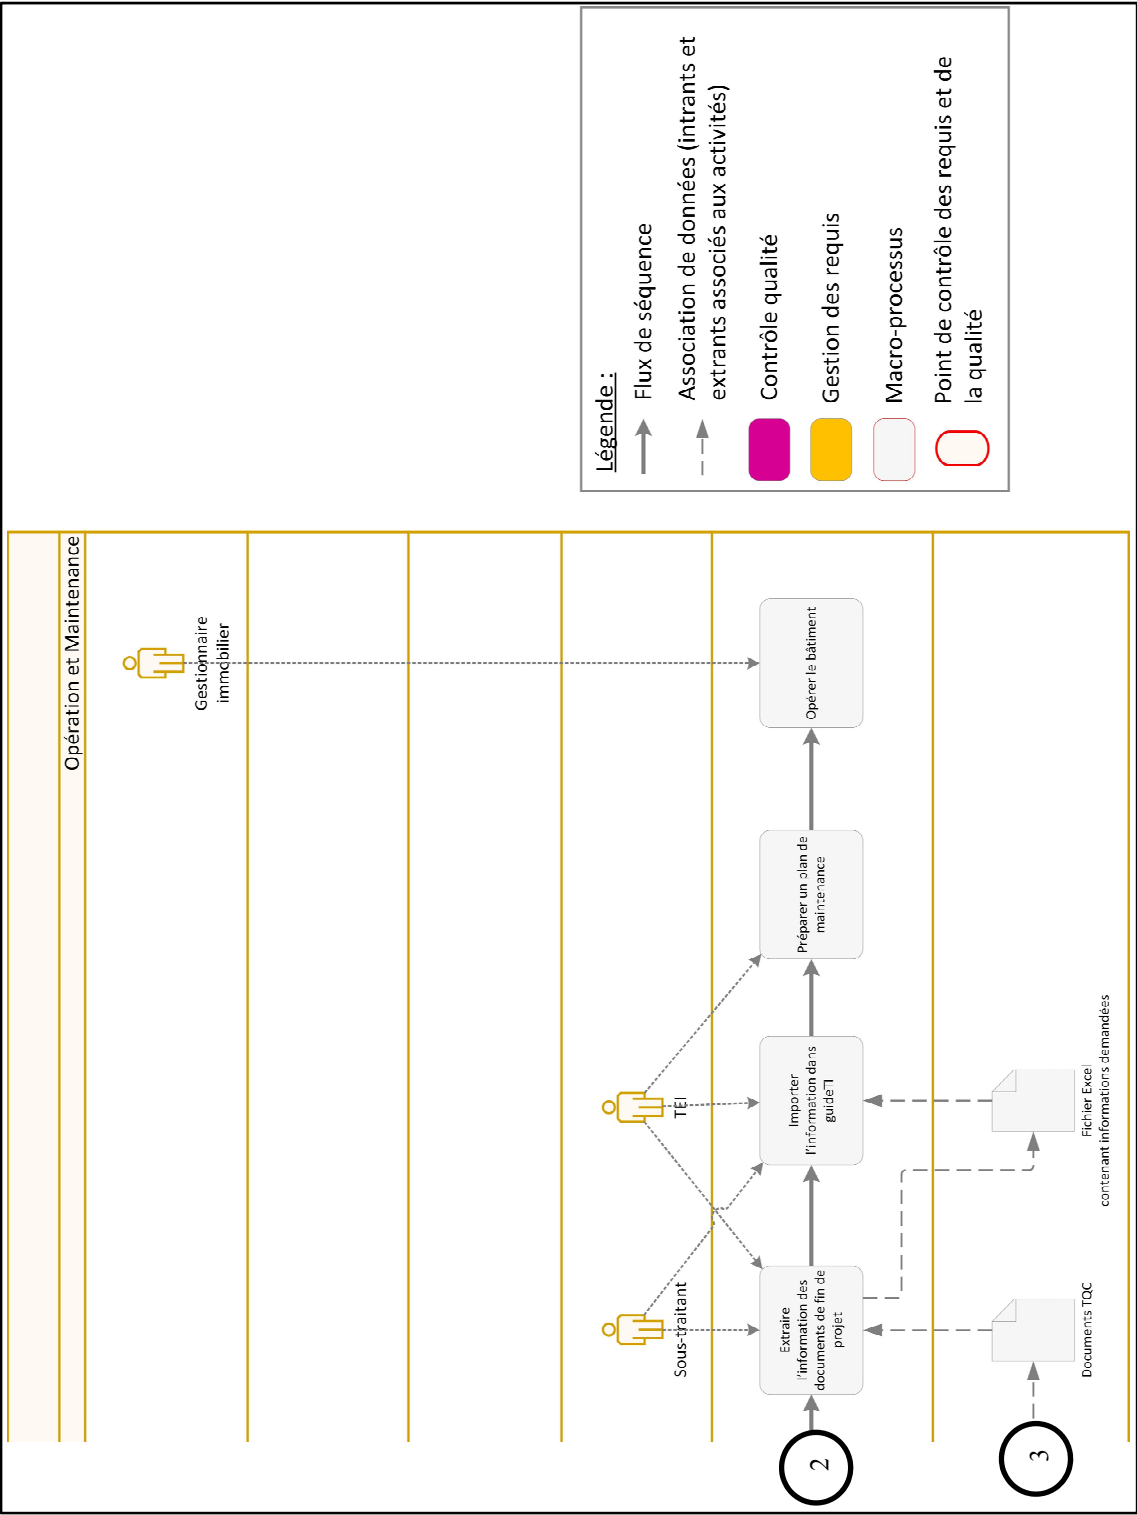 Opération et Maintenance
Gestionnaire
immobilier
Sous-traitant
TEI
2
Extraire
l'information des
documents de fin de
projet
Importer
l'information dans
guideTI
Préparer un plan de
maintenance
Opérer le bâtiment
3
Documents TQC
Fichier Excel
contenant informations demandées
Légende :
Flux de séquence
Association de données (intrants et
extrants associés aux activités)
Contrôle qualité
Gestion des requis
Macro-processus
Point de contrôle des requis et de
la qualité